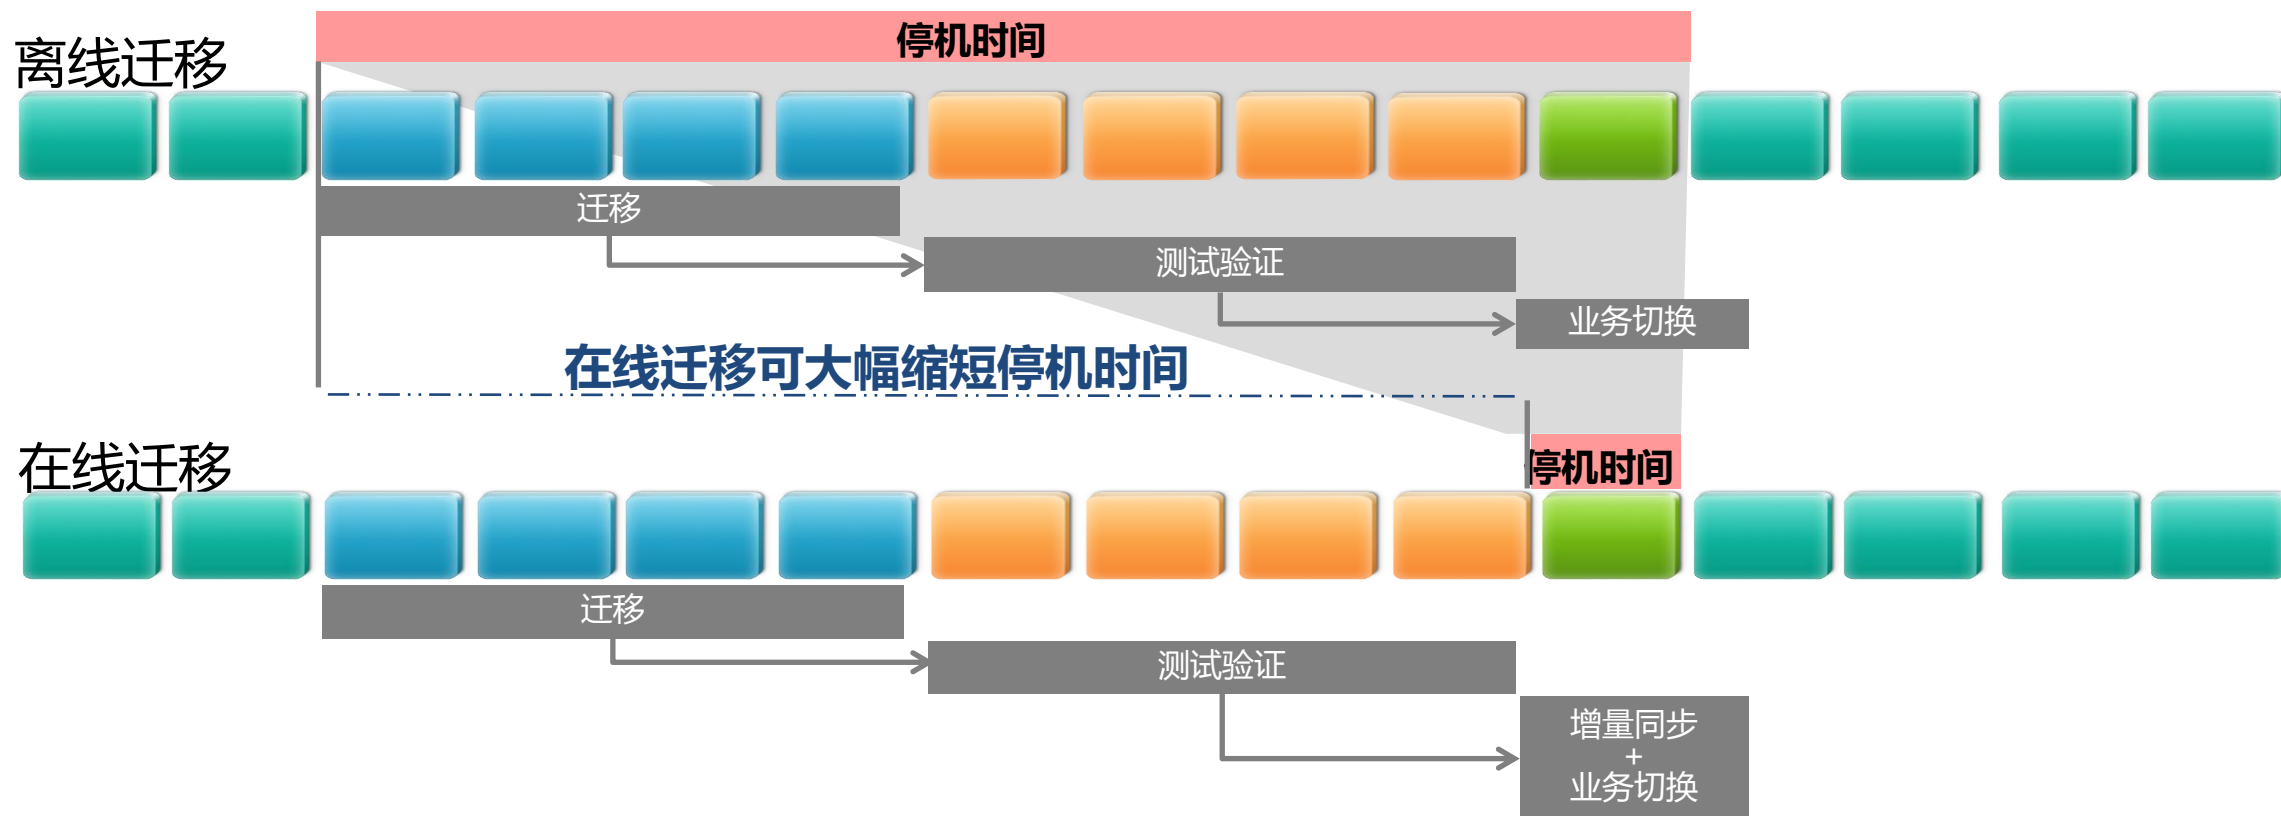 停机时间
离线迁移
迁移
测试验证
业务切换
在线迁移可大幅缩短停机时间
在线迁移
停机时间
迁移
测试验证
增量同步
+
业务切换